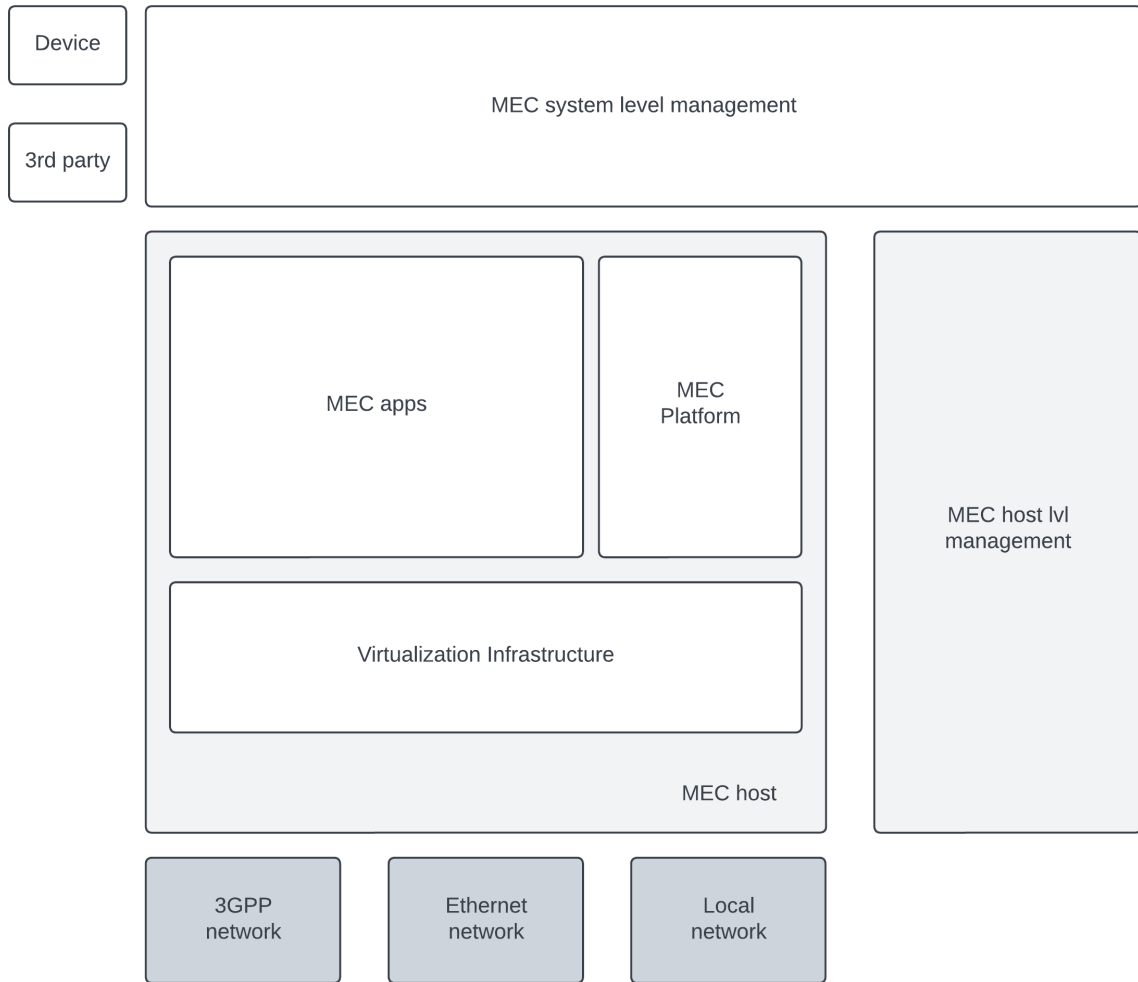 Device
MEC system level management
3rd party
MEC apps
MEC
Platform
MEC host lvl
management
Virtualization Infrastructure
MEC host
3GPP
network
Ethernet
network
Local
network